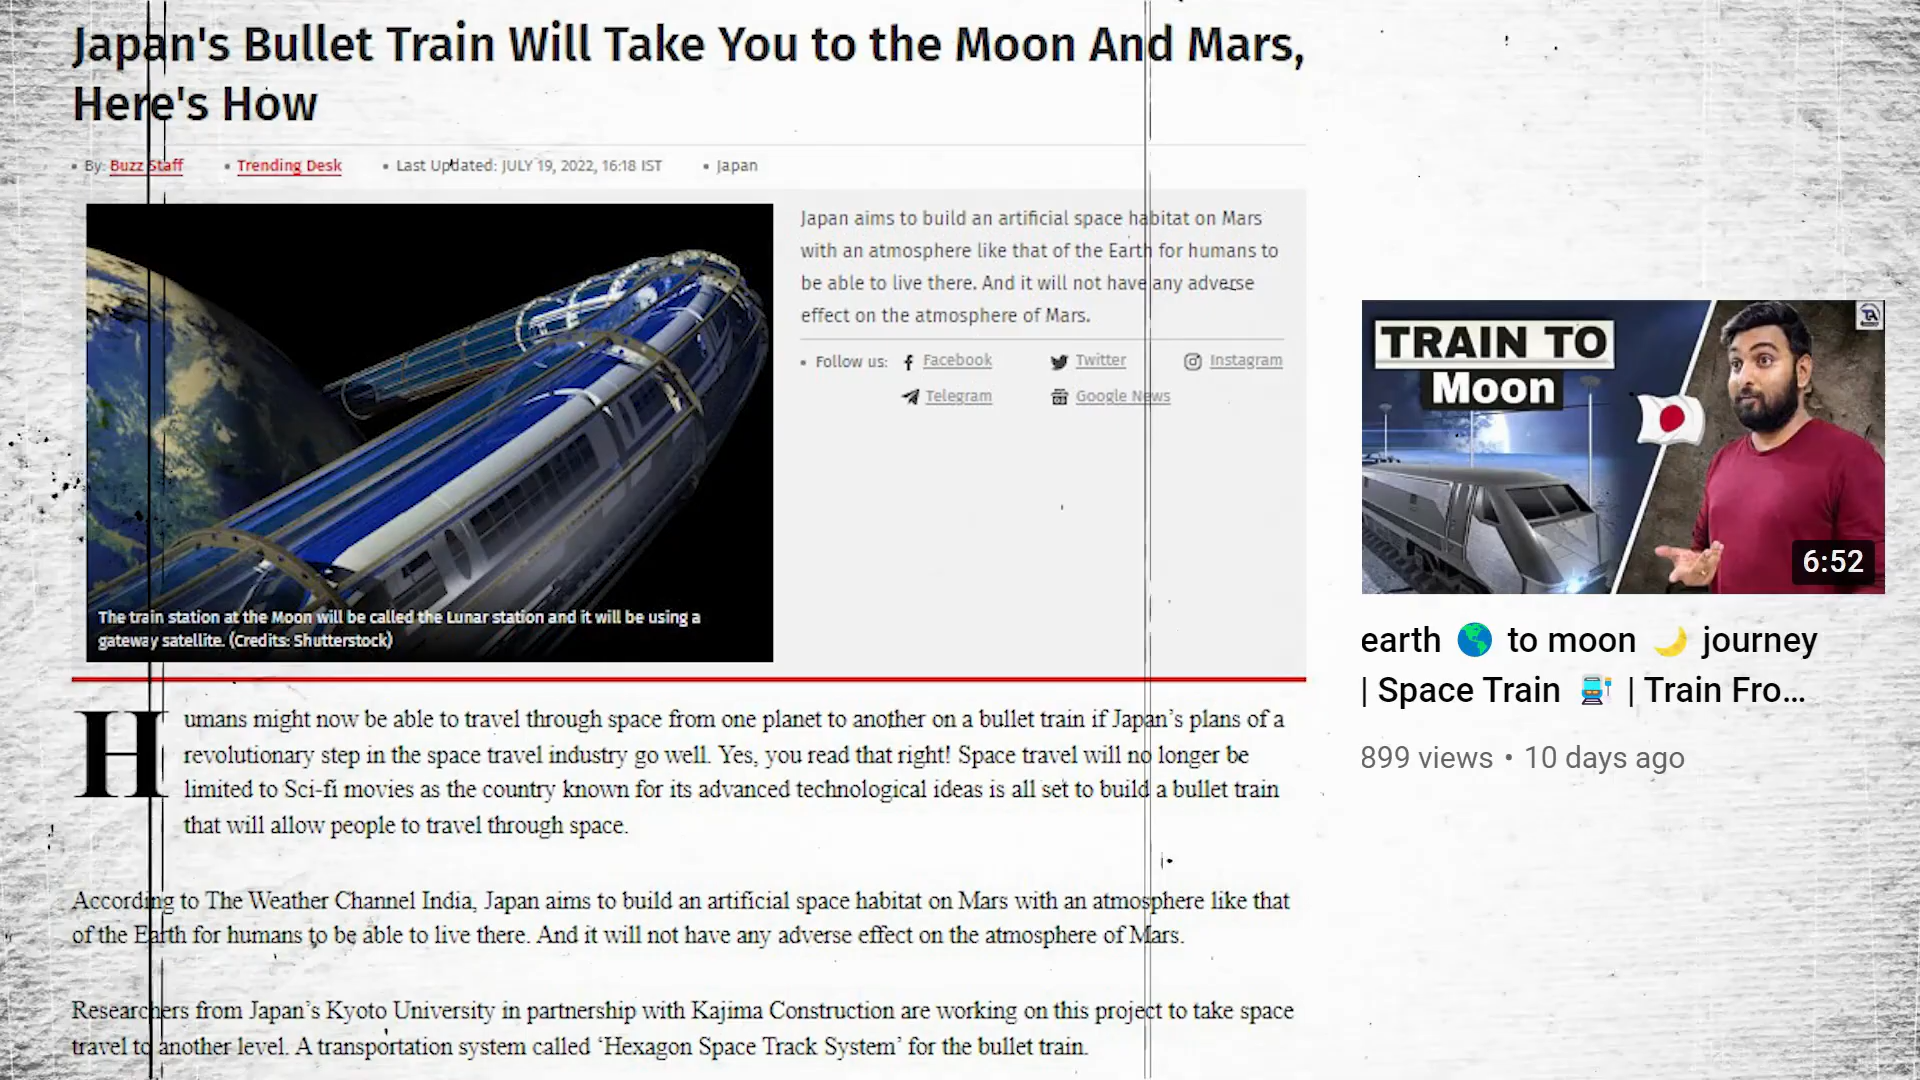 Japan's Bullet Train Will Take You to the Moon And Mars,
Here's How
By: Buzz Staff
Trending Desk
Last Updated: JULY 19, 2022, 16:18 IST
Japan
The train station at the Moon will be called the Lunar station and it will be using a
gateway satellite. (Credits: Shutterstock)
Japan aims to build an artificial space habitat on Mars
with an atmosphere like that of the Earth for humans to
be able to live there. And it will not have any adverse
effect on the atmosphere of Mars.
Follow us:
Facebook
Twitter
Instagram
Telegram
Google News
Humans might now be able to travel through space from one planet to another on a bullet train if Japan’s plans of a
revolutionary step in the space travel industry go well. Yes, you read that right! Space travel will no longer be
limited to Sci-fi movies as the country known for its advanced technological ideas is all set to build a bullet train
that will allow people to travel through space.
According to The Weather Channel India, Japan aims to build an artificial space habitat on Mars with an atmosphere like that
of the Earth for humans to be able to live there. And it will not have any adverse effect on the atmosphere of Mars.
Researchers from Japan’s Kyoto University in partnership with Kajima Construction are working on this project to take space
travel to another level. A transportation system called ‘Hexagon Space Track System’ for the bullet train.
TRAIN TO
Moon
6:52
earth 🌎 to moon 🌙 journey
| Space Train 🚉 | Train Fro...
899 views • 10 days ago